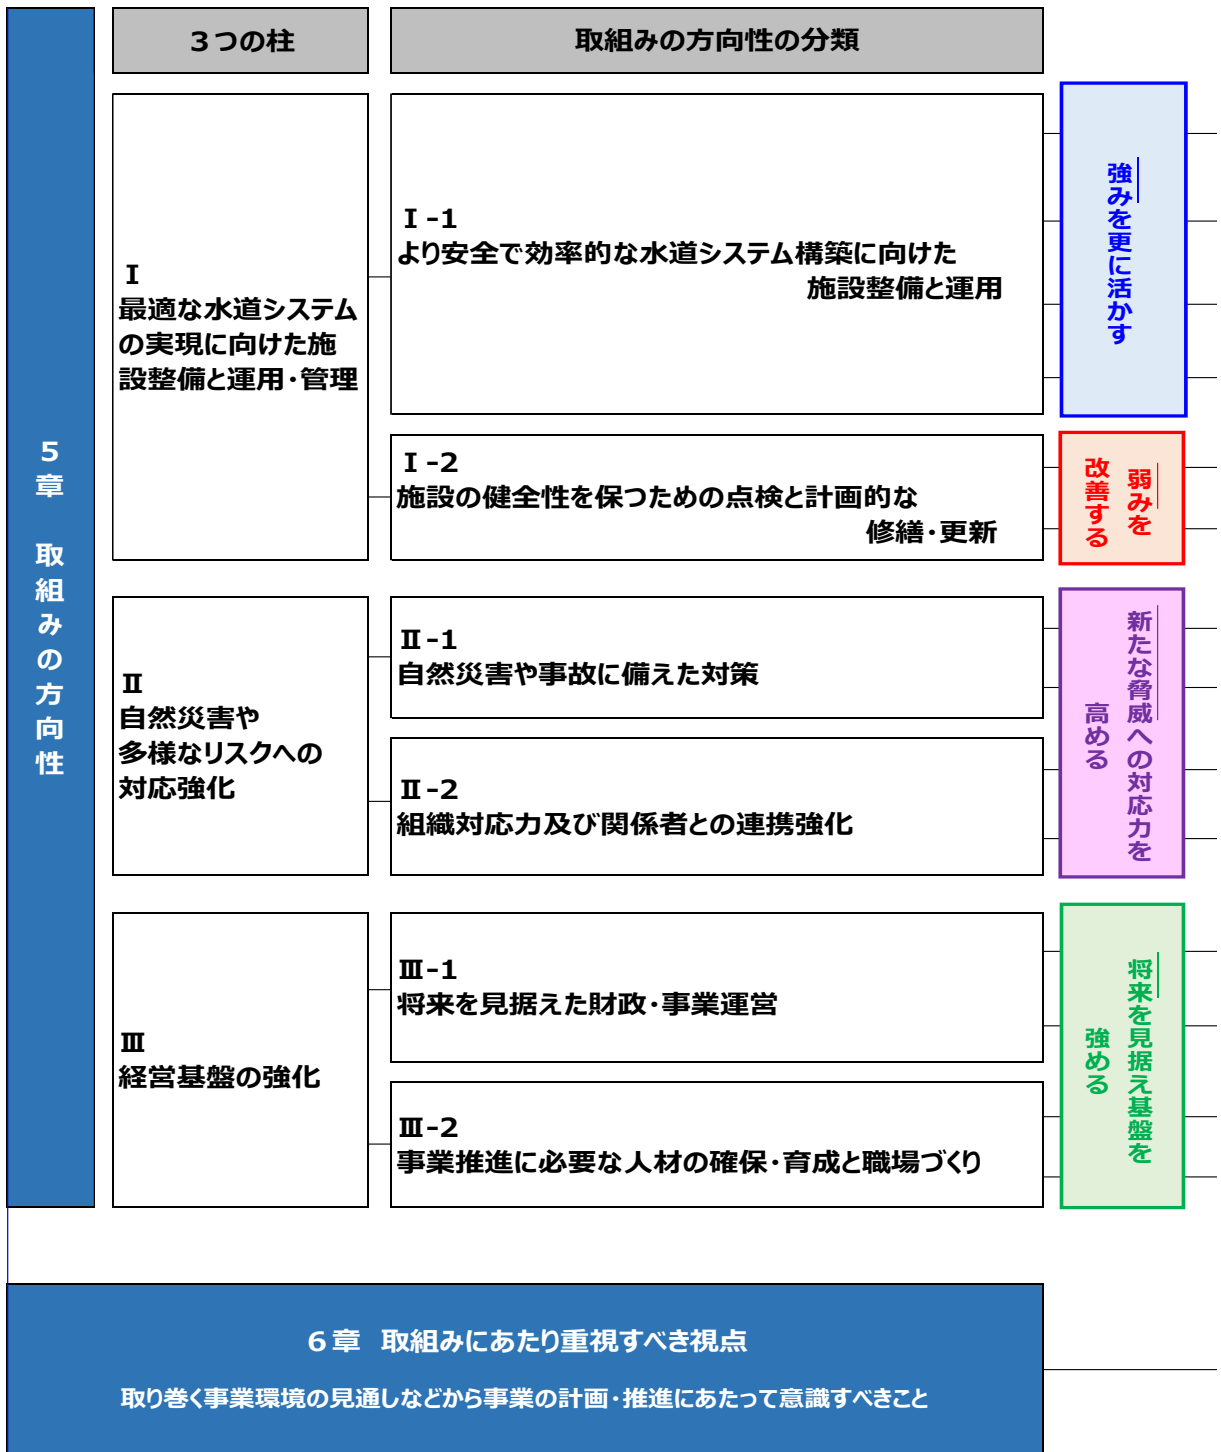 5章 取組みの方向性
3つの柱
取組みの方向性の分類
Ⅰ
最適な水道システム
の実現に向けた施
設整備と運用・管理
Ⅰ-1
より安全で効率的な水道システム構築に向けた
施設整備と運用
強みを更に活かす
Ⅰ-2
施設の健全性を保つための点検と計画的な
修繕・更新
弱みを
改善する
Ⅱ
自然災害や
多様なリスクへの
対応強化
Ⅱ-1
自然災害や事故に備えた対策
Ⅱ-2
組織対応力及び関係者との連携強化
新たな脅威への対応力を
高める
Ⅲ
経営基盤の強化
Ⅲ-1
将来を見据えた財政・事業運営
Ⅲ-2
事業推進に必要な人材の確保・育成と職場づくり
将来を見据え基盤を
強める
6章 取組みにあたり重視すべき視点
取り巻く事業環境の見通しなどから事業の計画・推進にあたって意識すべきこと